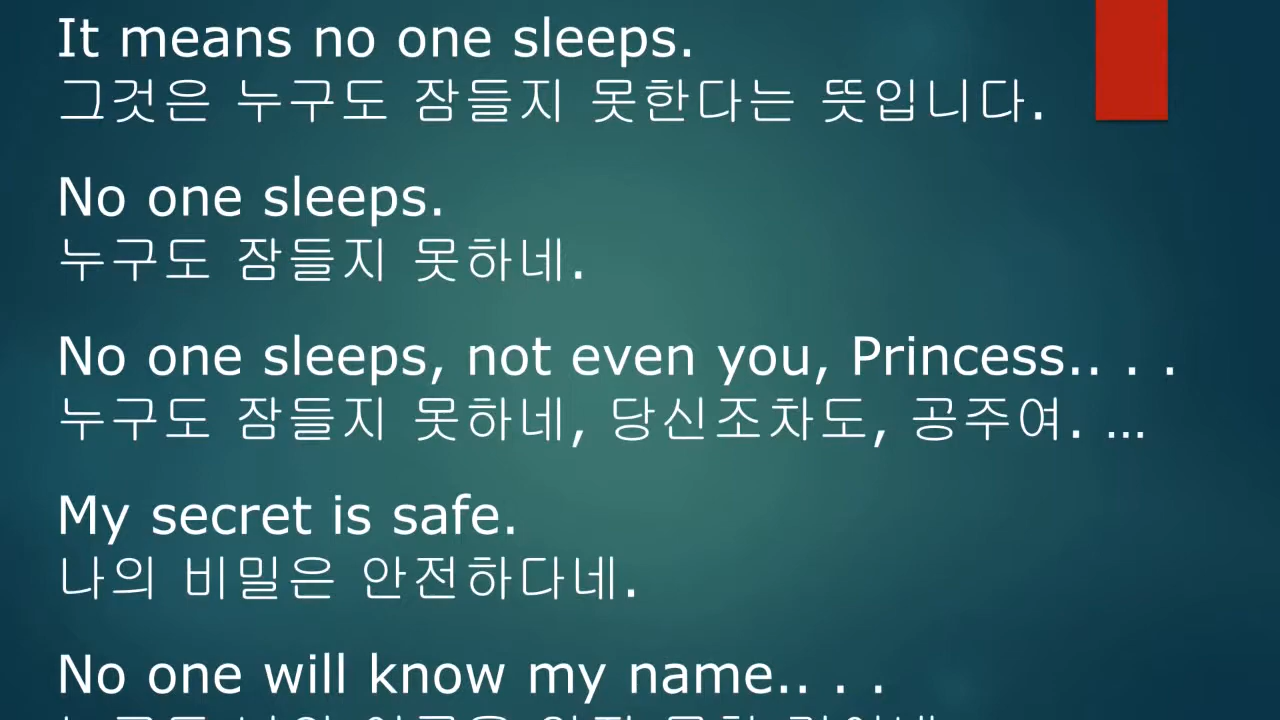 It means no one sleeps.
그것은 누구도 잠들지 못한다는 뜻입니다.
No one sleeps.
누구도 잠들지 못하네.
No one sleeps, not even you, Princess.. . .
누구도 잠들지 못하네, 당신조차도, 공주여. …
My secret is safe.
나의 비밀은 안전하다네.
No one will know my name.. . .